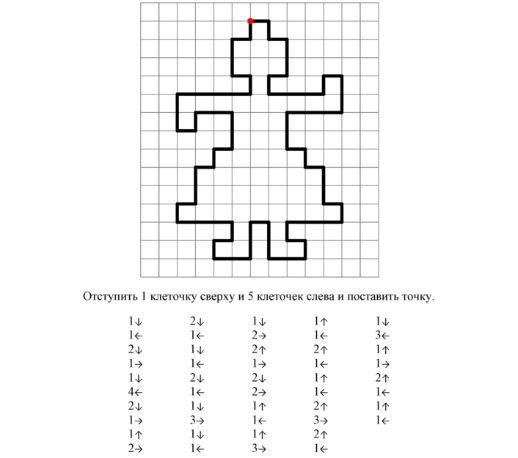 Отступить 1 клеточку сверху и 5 клеточек слева и поставить точку.
1↓ 2↓ 1↓ 1↑ 1↓
1← 1← 2→ 1← 3←
2↓ 1↓ 2↑ 2↑ 1↑
1→ 1← 1→ 1← 1→
1↓ 2↓ 2↓ 1↑ 2↑
4← 1← 2→ 1← 1←
2↓ 1↓ 1↑ 2↑ 1↑
1→ 3→ 1← 3→ 1←
1↑ 1↓ 1↑ 2↑
2→ 1← 3→ 1←